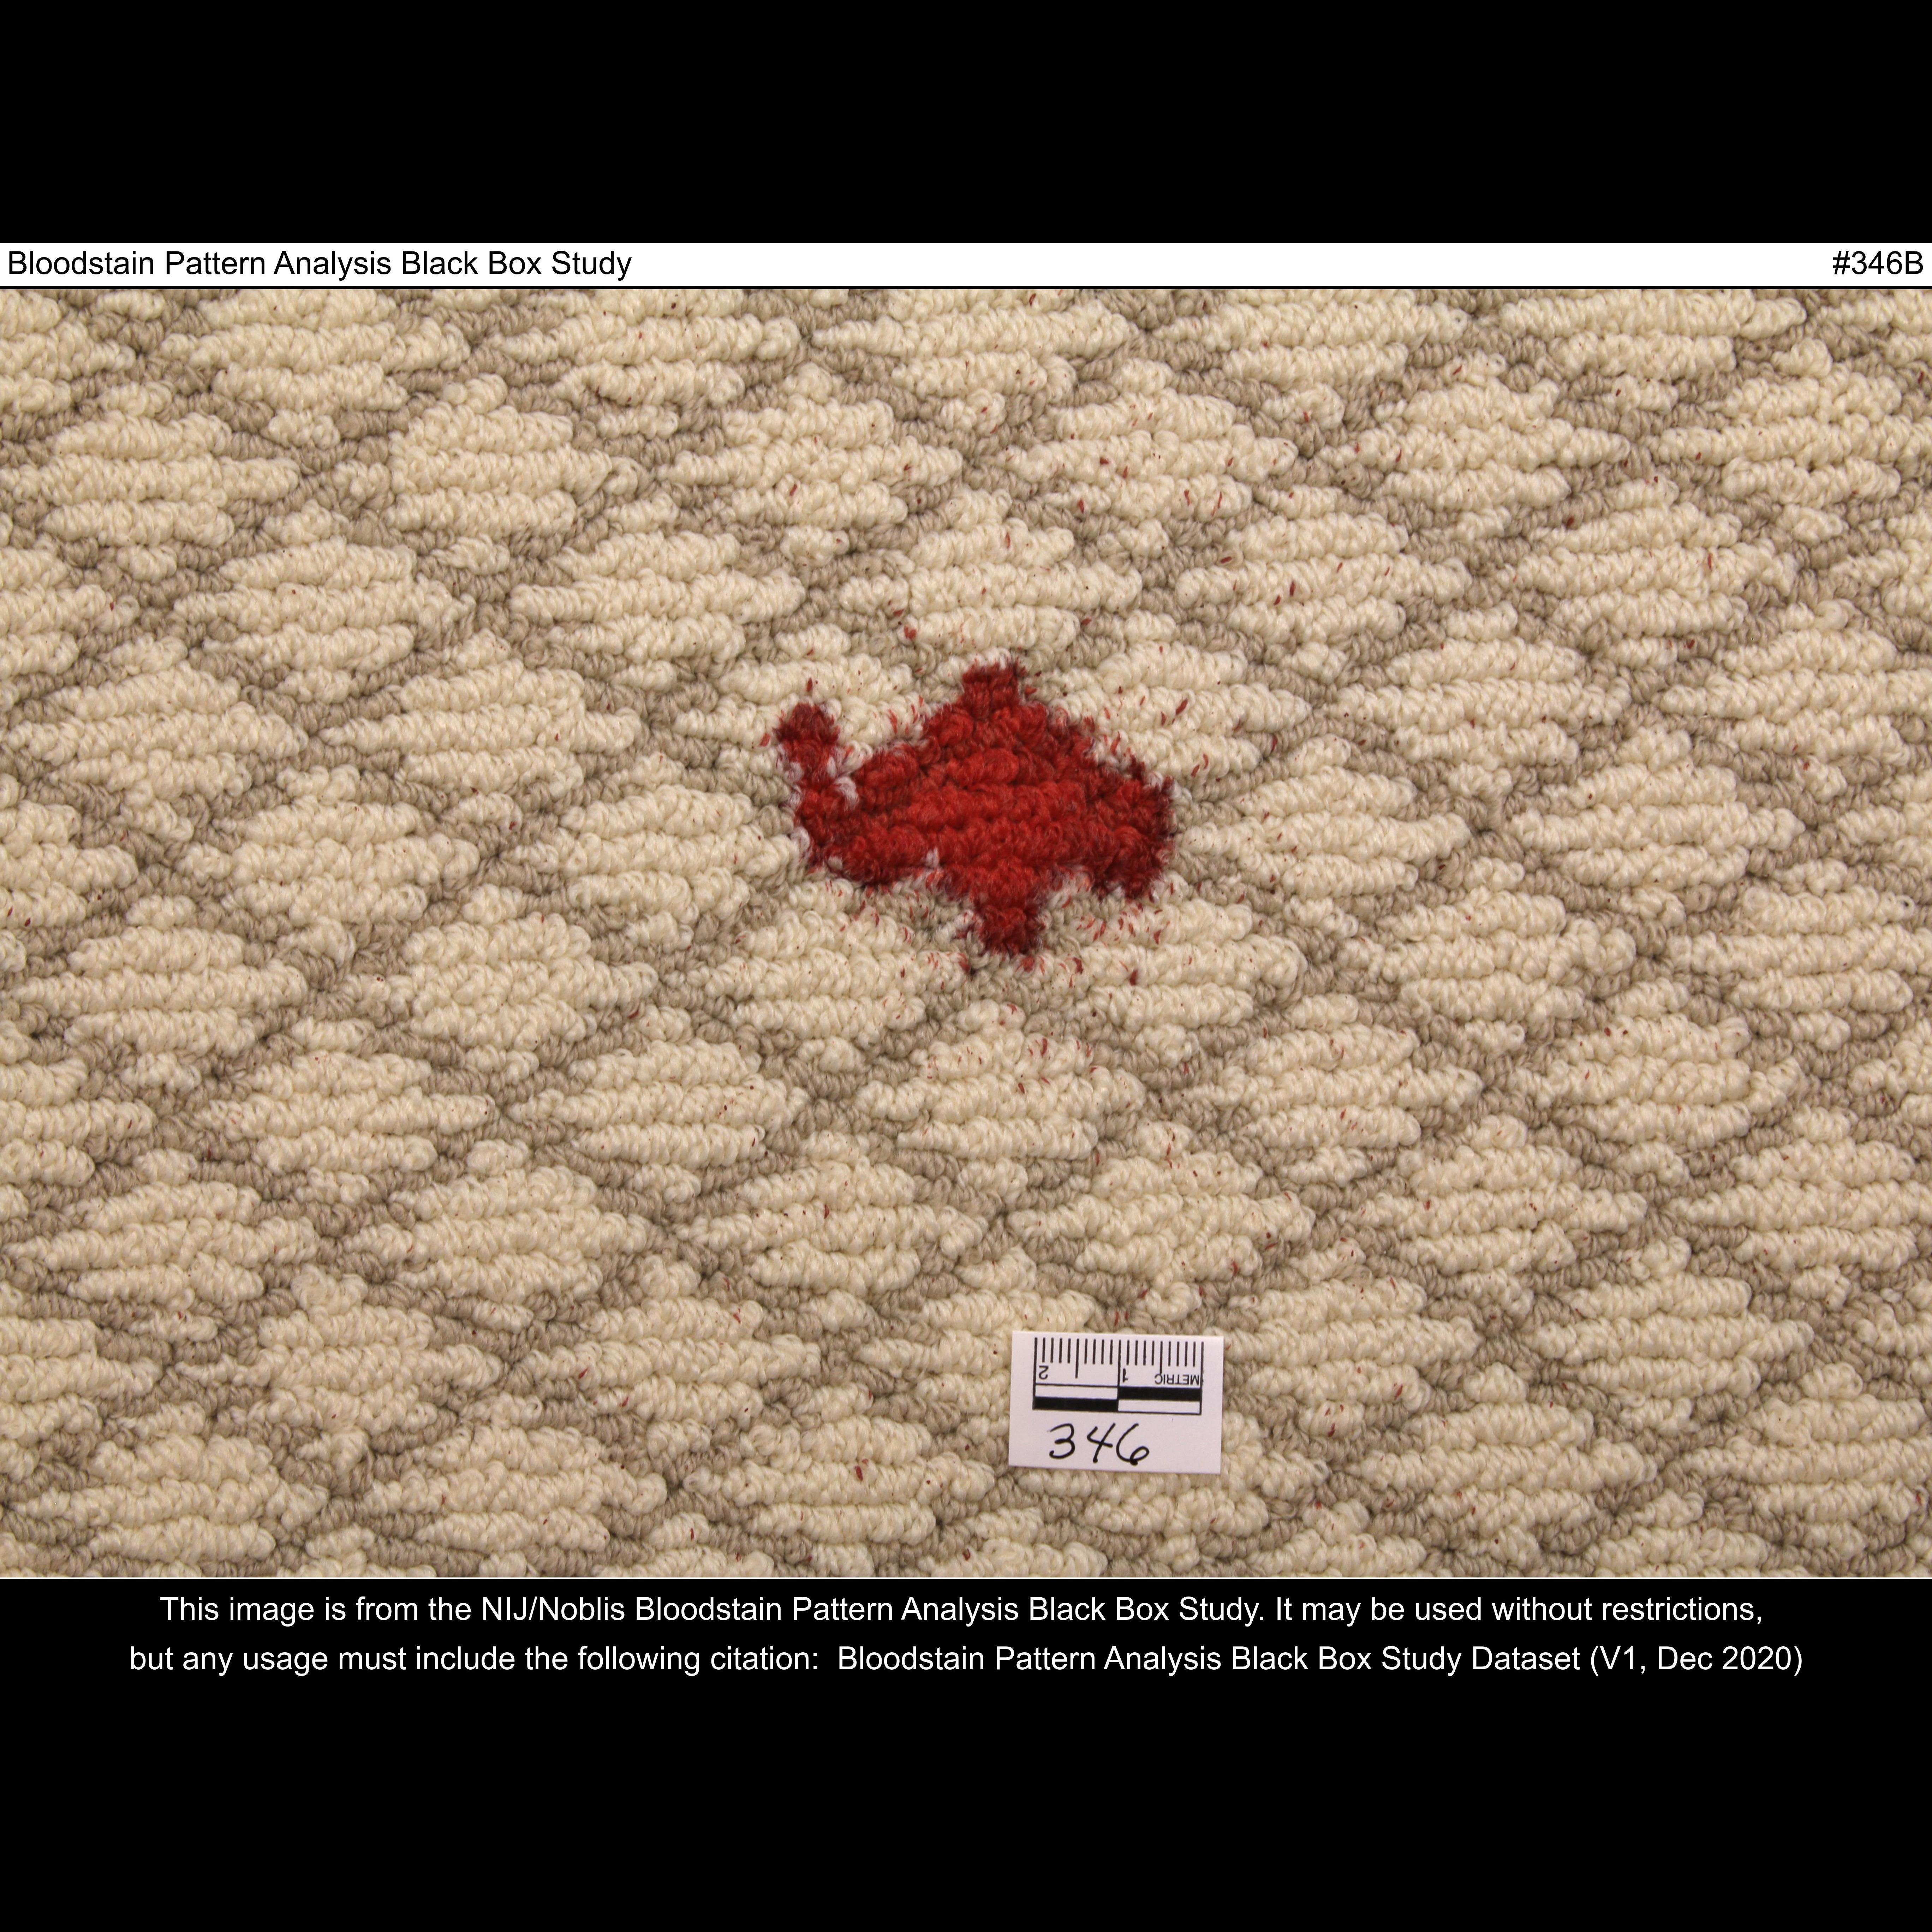 Bloodstain Pattern Analysis Black Box Study #346B
2 1 METRIC
346
This image is from the NIJ/Noblis Bloodstain Pattern Analysis Black Box Study. It may be used without restrictions,
but any usage must include the following citation: Bloodstain Pattern Analysis Black Box Study Dataset (V1, Dec 2020)